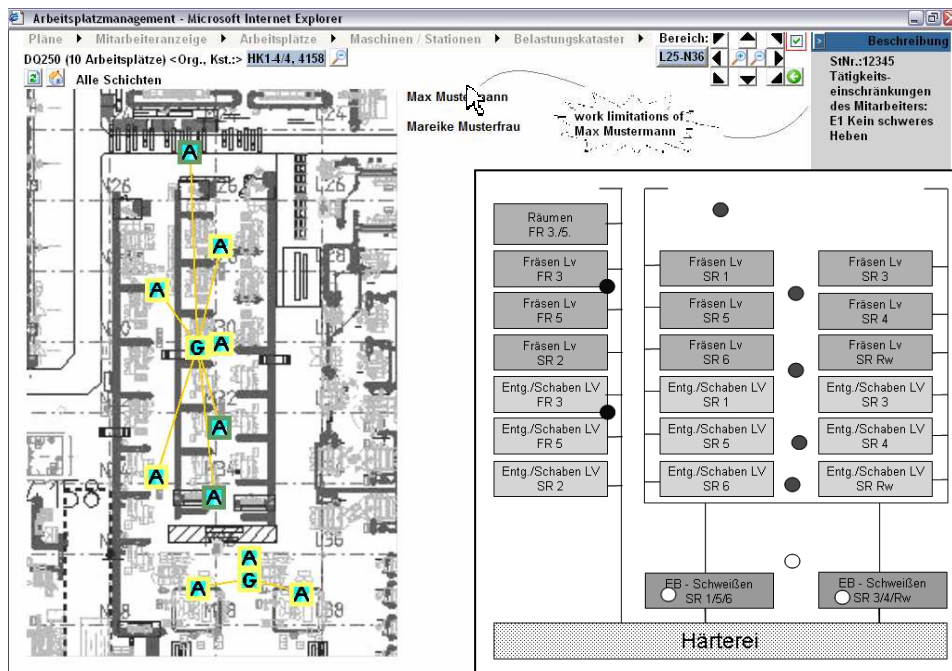 Arbeitsplatzmanagement - Microsoft Internet Explorer
Pläne Mitarbeiteranzeige Arbeitsplätze Maschinen / Stationen Belastungskataster Bereich:
DQ250 (10 Arbeitsplätze) <Org., Kst.:> HK1-4/4, 4158
L25-N36
Alle Schichten
Beschreibung
StNr.:12345
Tätigkeits-
einschränkungen
des Mitarbeiters:
E1 Kein schweres
Heben
Max Mustermann
Mareike Musterfrau
work limitations of
Max Mustermann
L24
N26
L26
M32
L36
N38
L38
A
A
A
G A
A
A
A
A
G
A
A
Räumen
FR 3./5.
Fräsen Lv
FR 3
Fräsen Lv
FR 5
Fräsen Lv
SR 2
Entg./Schaben LV
FR 3
Entg./Schaben LV
FR 5
Entg./Schaben LV
SR 2
Fräsen Lv
SR 1
Fräsen Lv
SR 5
Fräsen Lv
SR 6
Entg./Schaben LV
SR 1
Entg./Schaben LV
SR 5
Entg./Schaben LV
SR 6
Fräsen Lv
SR 3
Fräsen Lv
SR 4
Fräsen Lv
SR Rw
Entg./Schaben LV
SR 3
Entg./Schaben LV
SR 4
Entg./Schaben LV
SR Rw
EB - Schweißen
SR 1/5/6
EB - Schweißen
SR 3/4/Rw
Härterei